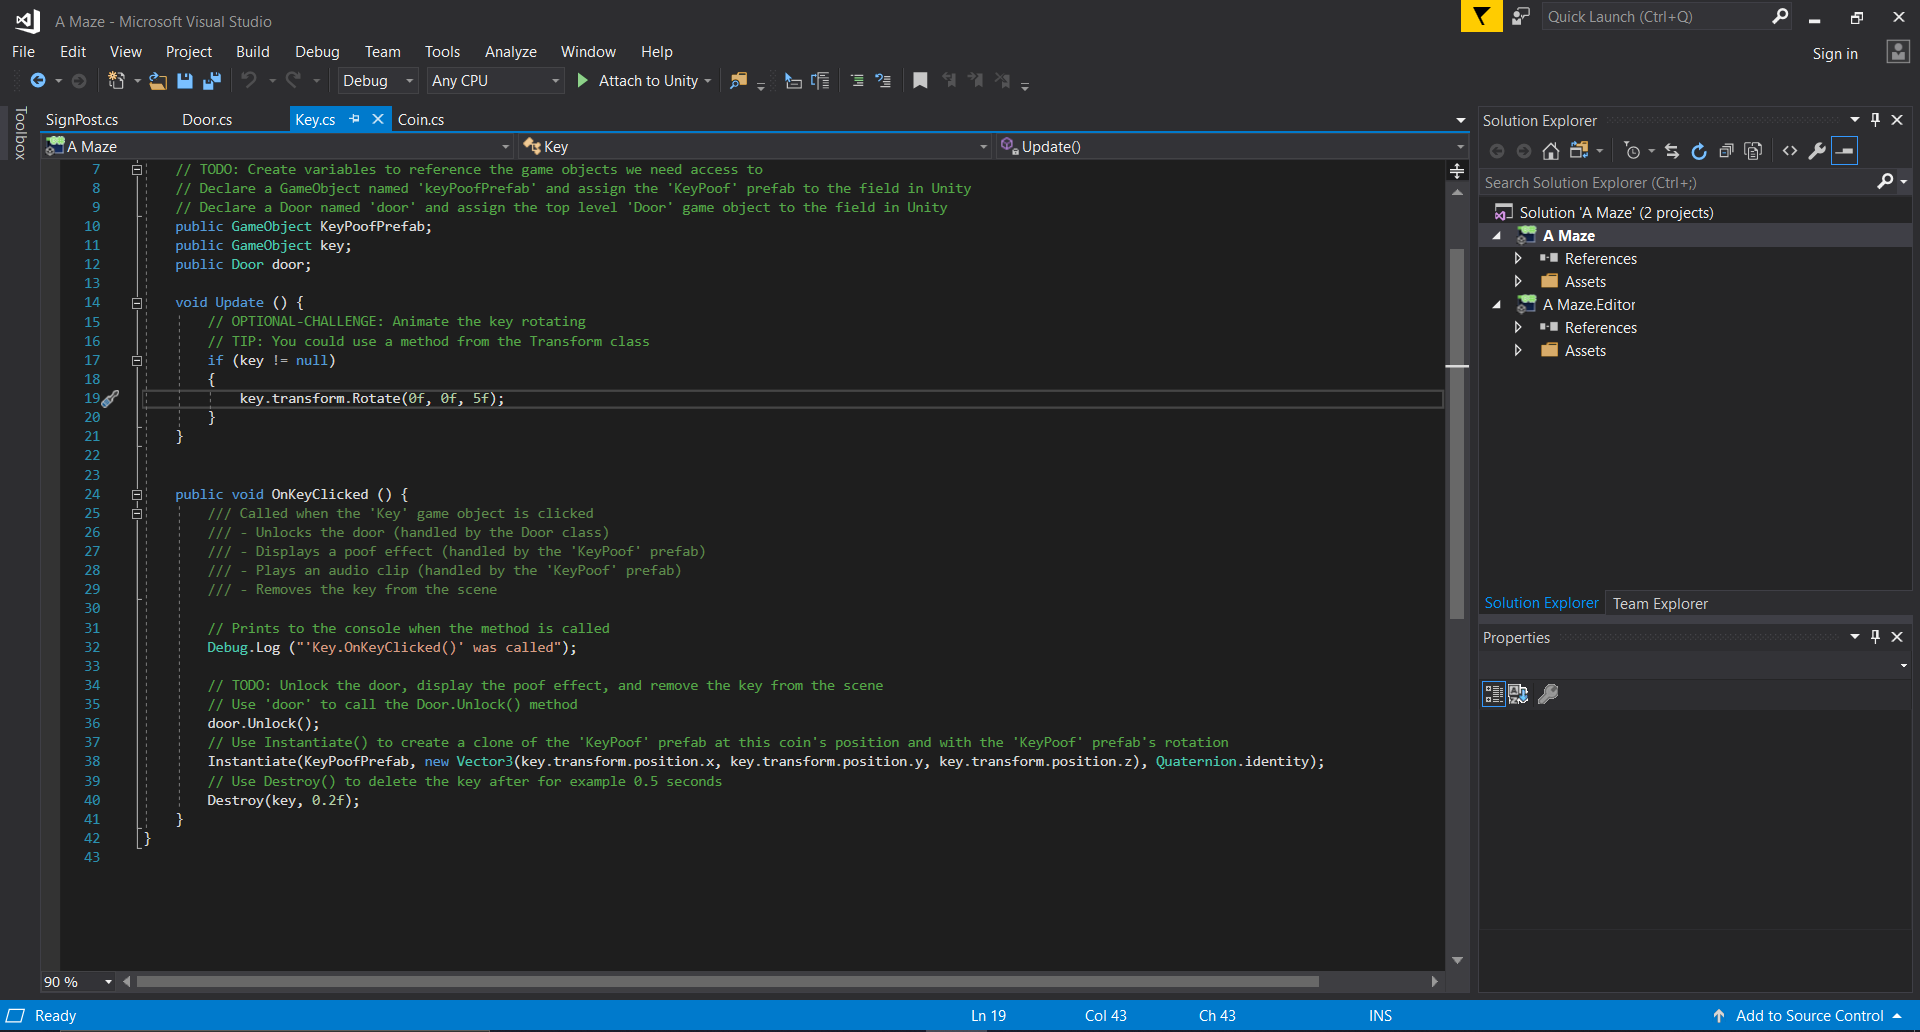 A Maze - Microsoft Visual Studio
Quick Launch (Ctrl+Q)
File Edit View Project Build Debug Team Tools Analyze Window Help
Sign in
Debug Any CPU Attach to Unity
Toolbox
SignPost.cs Door.cs Key.cs Coin.cs
A Maze Key Update()
7 // TODO: Create variables to reference the game objects we need access to
8 // Declare a GameObject named 'keyPoofPrefab' and assign the 'KeyPoof' prefab to the field in Unity
9 // Declare a Door named 'door' and assign the top level 'Door' game object to the field in Unity
10 public GameObject KeyPoofPrefab;
11 public GameObject key;
12 public Door door;
13
14 void Update () {
15 // OPTIONAL-CHALLENGE: Animate the key rotating
16 // TIP: You could use a method from the Transform class
17 if (key != null)
18 {
19 key.transform.Rotate(0f, 0f, 5f);
20 }
21 }
22
23
24 public void OnKeyClicked () {
25 /// Called when the 'Key' game object is clicked
26 /// - Unlocks the door (handled by the Door class)
27 /// - Displays a poof effect (handled by the 'KeyPoof' prefab)
28 /// - Plays an audio clip (handled by the 'KeyPoof' prefab)
29 /// - Removes the key from the scene
30
31 // Prints to the console when the method is called
32 Debug.Log ("'Key.OnKeyClicked()' was called");
33
34 // TODO: Unlock the door, display the poof effect, and remove the key from the scene
35 // Use 'door' to call the Door.Unlock() method
36 door.Unlock();
37 // Use Instantiate() to create a clone of the 'KeyPoof' prefab at this coin's position and with the 'KeyPoof' prefab's rotation
38 Instantiate(KeyPoofPrefab, new Vector3(key.transform.position.x, key.transform.position.y, key.transform.position.z), Quaternion.identity);
39 // Use Destroy() to delete the key after for example 0.5 seconds
40 Destroy(key, 0.2f);
41 }
42 }
43
90 %
Solution Explorer
Search Solution Explorer (Ctrl+;)
Solution 'A Maze' (2 projects)
A Maze
References
Assets
A Maze.Editor
References
Assets
Solution Explorer Team Explorer
Properties
Ready Ln 19 Col 43 Ch 43 INS Add to Source Control